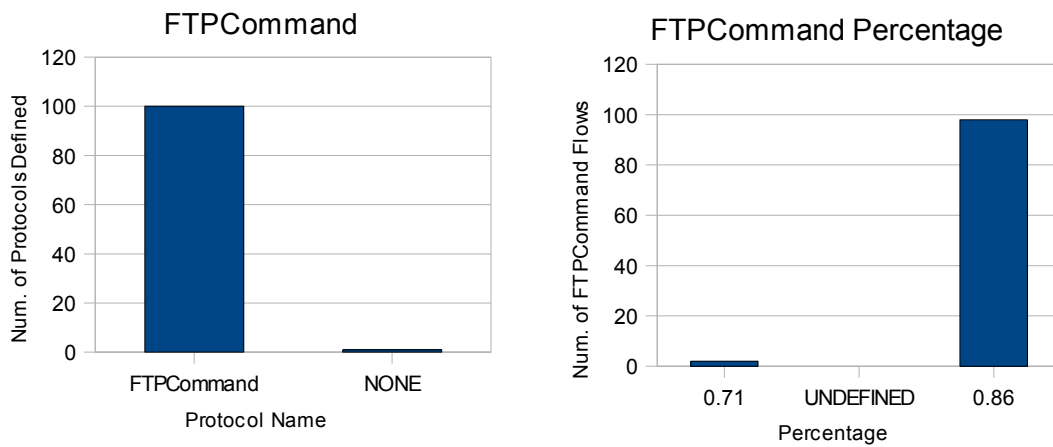 FTPCommand
120
100
80
60
40
20
0
Num. of Protocols Defined
FTPCommand
NONE
Protocol Name
FTPCommand Percentage
120
100
80
60
40
20
0
Num. of FTPCommand Flows
0.71
UNDEFINED
0.86
Percentage